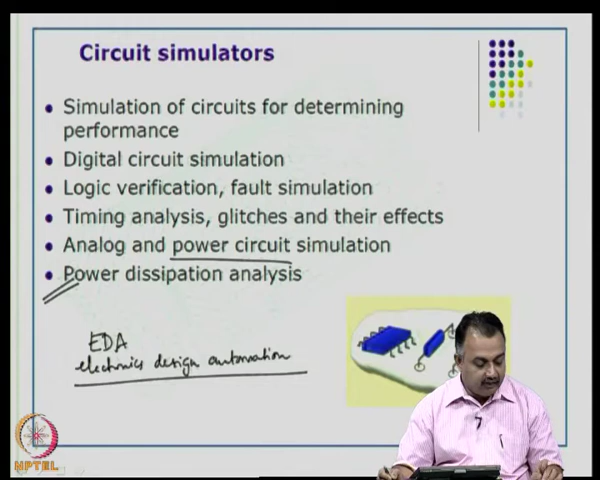 Circuit simulators
• Simulation of circuits for determining
performance
• Digital circuit simulation
• Logic verification, fault simulation
• Timing analysis, glitches and their effects
• Analog and power circuit simulation
• Power dissipation analysis
EDA
electronics design automation
7
NPTEL